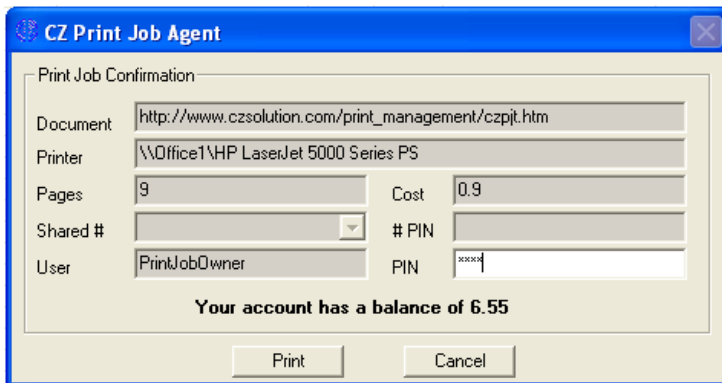 CZ Print Job Agent
Print Job Confirmation
Document http://www.czsolution.com/print_management/czpjt.htm
Printer \\Office1\HP LaserJet 5000 Series PS
Pages 9 Cost 0.9
Shared # # PIN
User PrintJobOwner PIN ****
Your account has a balance of 6.55
Print Cancel